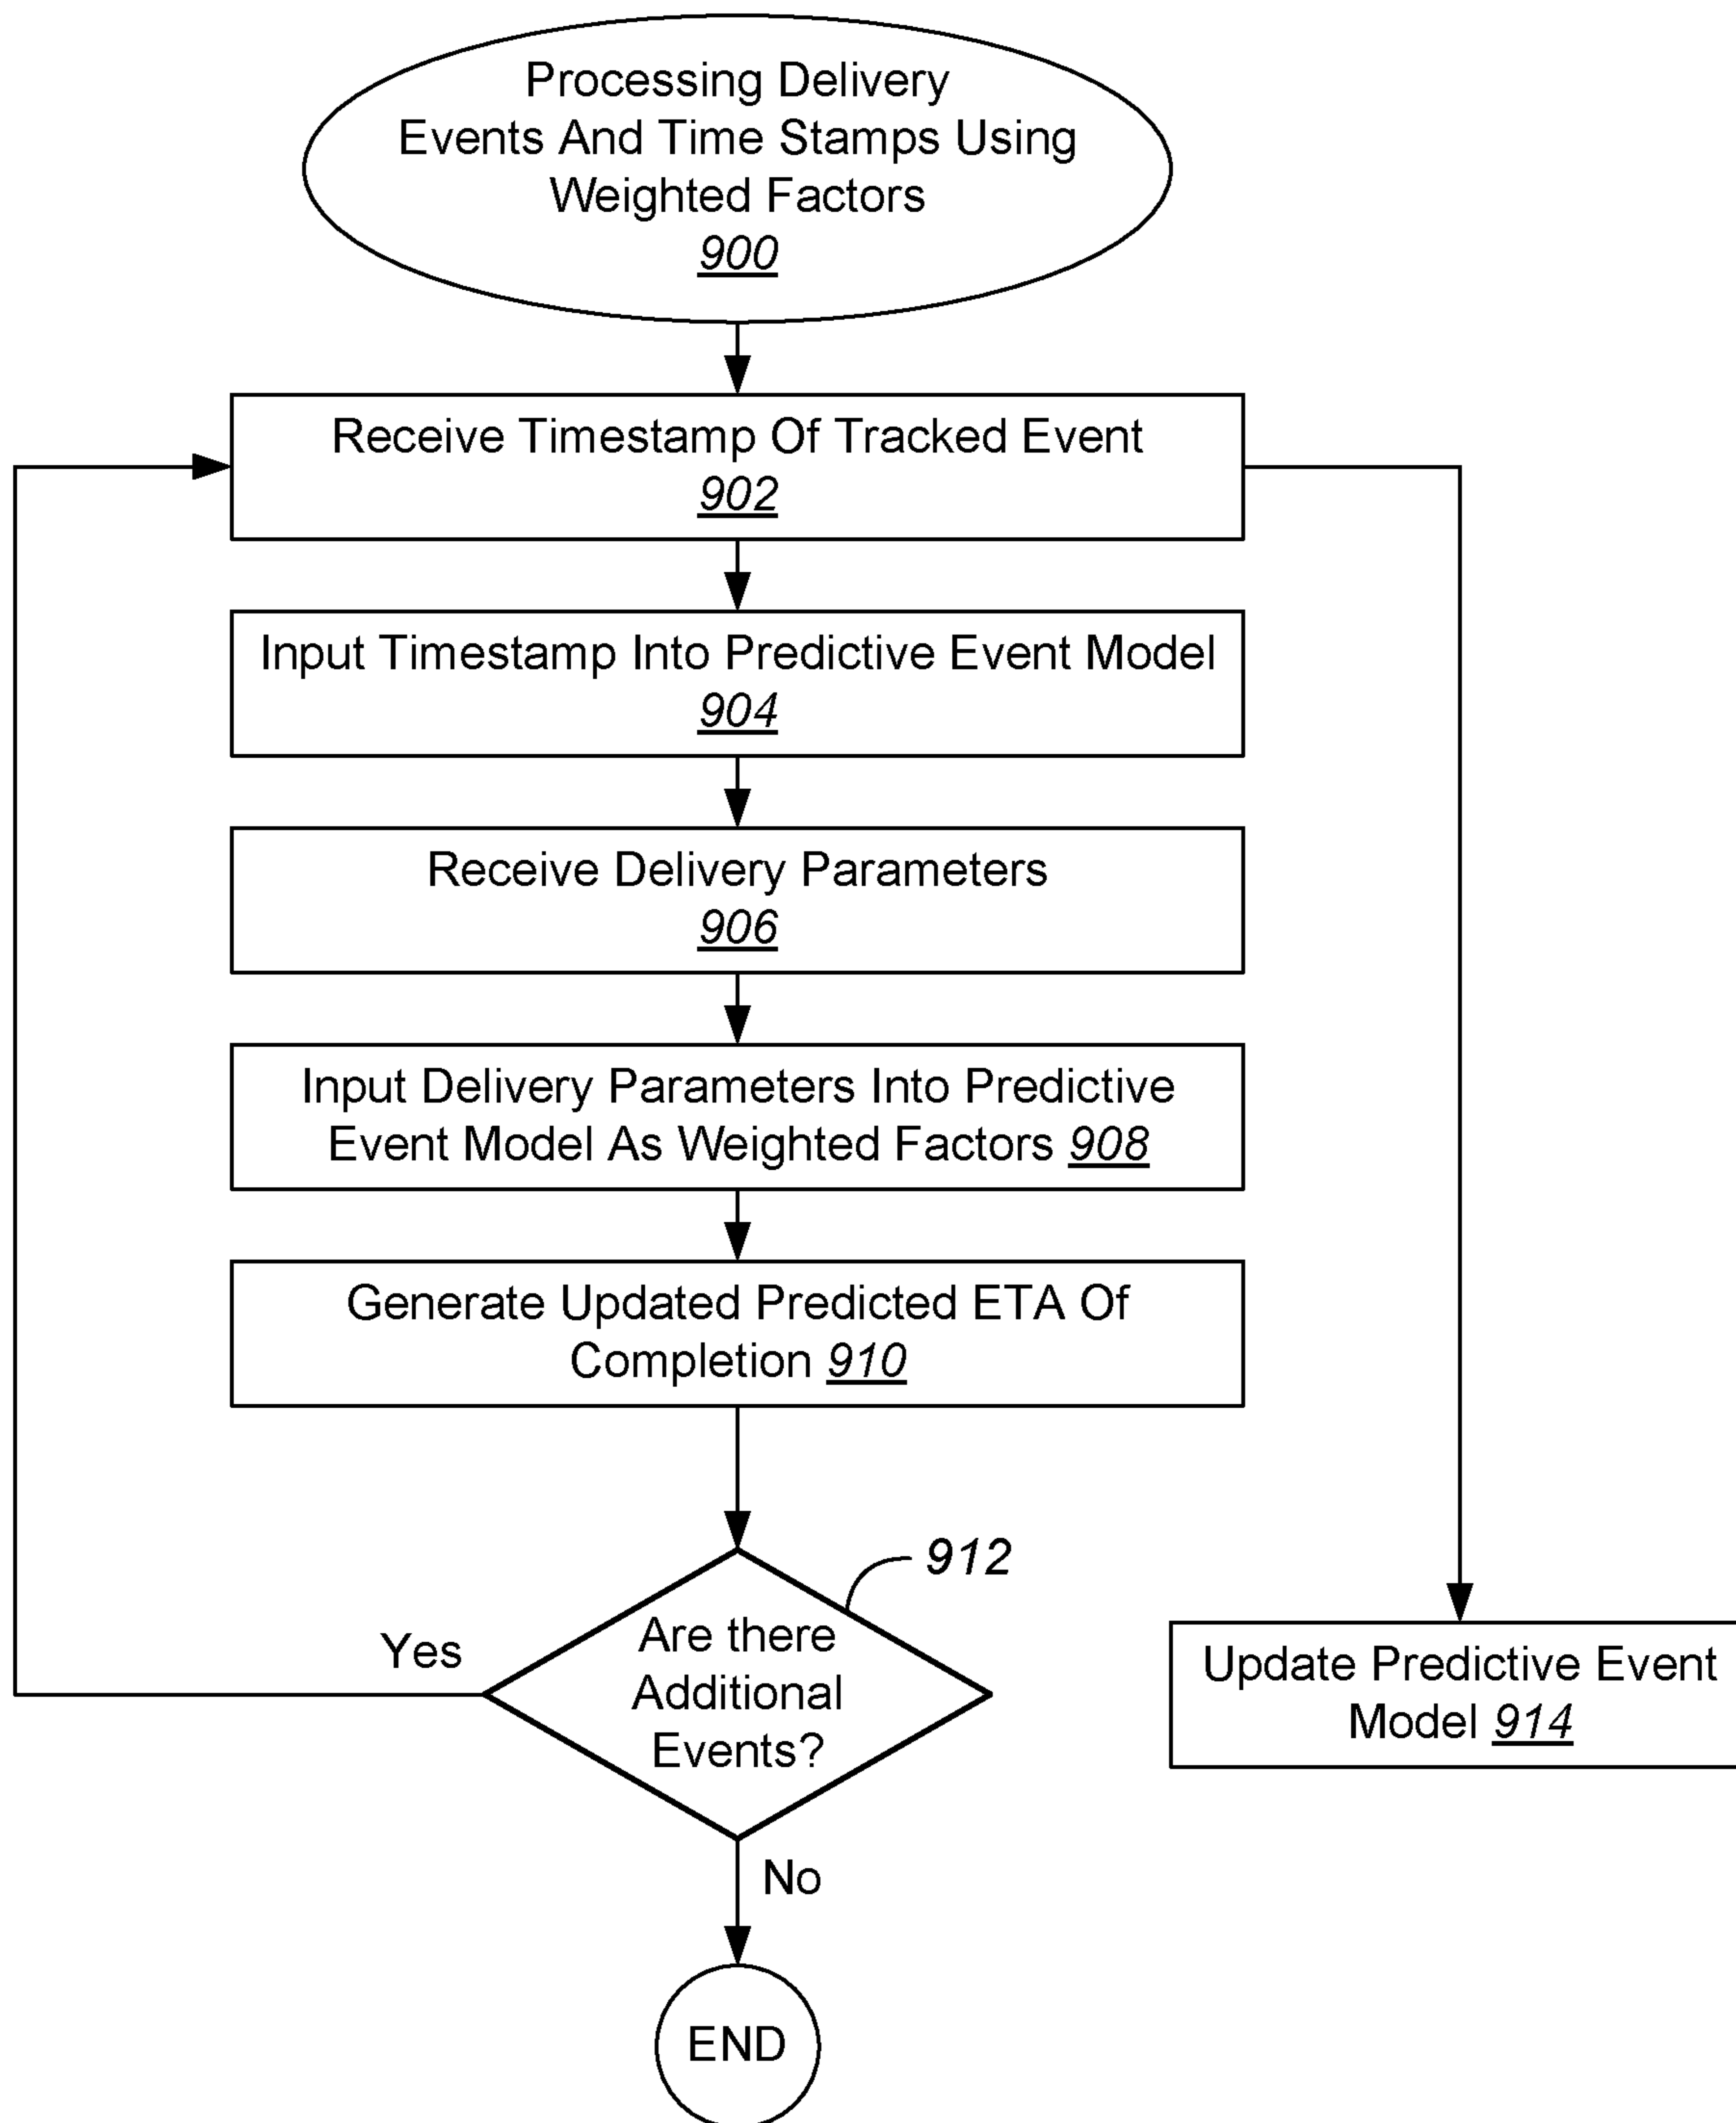 Processing Delivery
Events And Time Stamps Using
Weighted Factors
900
Receive Timestamp Of Tracked Event
902
Input Timestamp Into Predictive Event Model
904
Receive Delivery Parameters
906
Input Delivery Parameters Into Predictive
Event Model As Weighted Factors 908
Generate Updated Predicted ETA Of
Completion 910
912
Are there
Additional
Events?
Yes
No
Update Predictive Event
Model 914
END